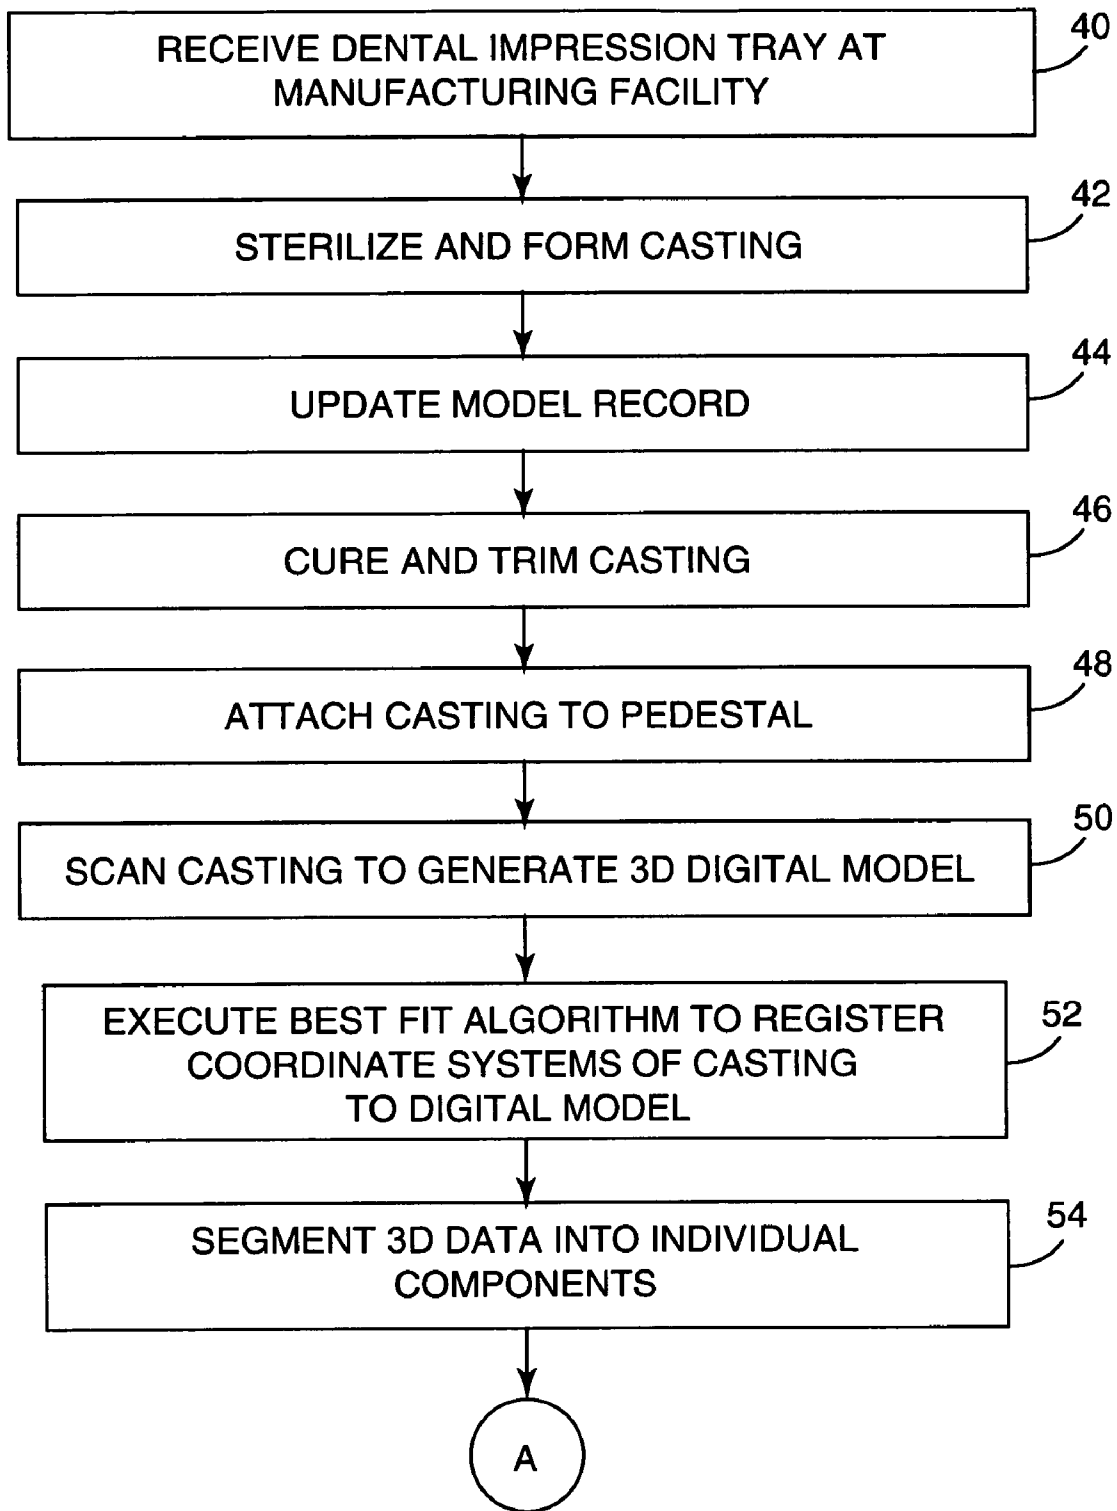 RECEIVE DENTAL IMPRESSION TRAY AT
MANUFACTURING FACILITY
40
STERILIZE AND FORM CASTING
42
UPDATE MODEL RECORD
44
CURE AND TRIM CASTING
46
ATTACH CASTING TO PEDESTAL
48
SCAN CASTING TO GENERATE 3D DIGITAL MODEL
50
EXECUTE BEST FIT ALGORITHM TO REGISTER
COORDINATE SYSTEMS OF CASTING
TO DIGITAL MODEL
52
SEGMENT 3D DATA INTO INDIVIDUAL
COMPONENTS
54
A